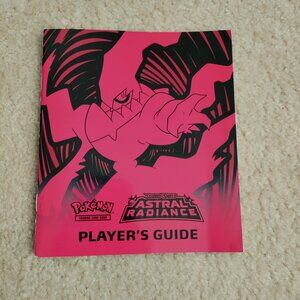 Pokémon
TRADING CARD GAME
ASTRAL
RADIANCE
PLAYER'S GUIDE